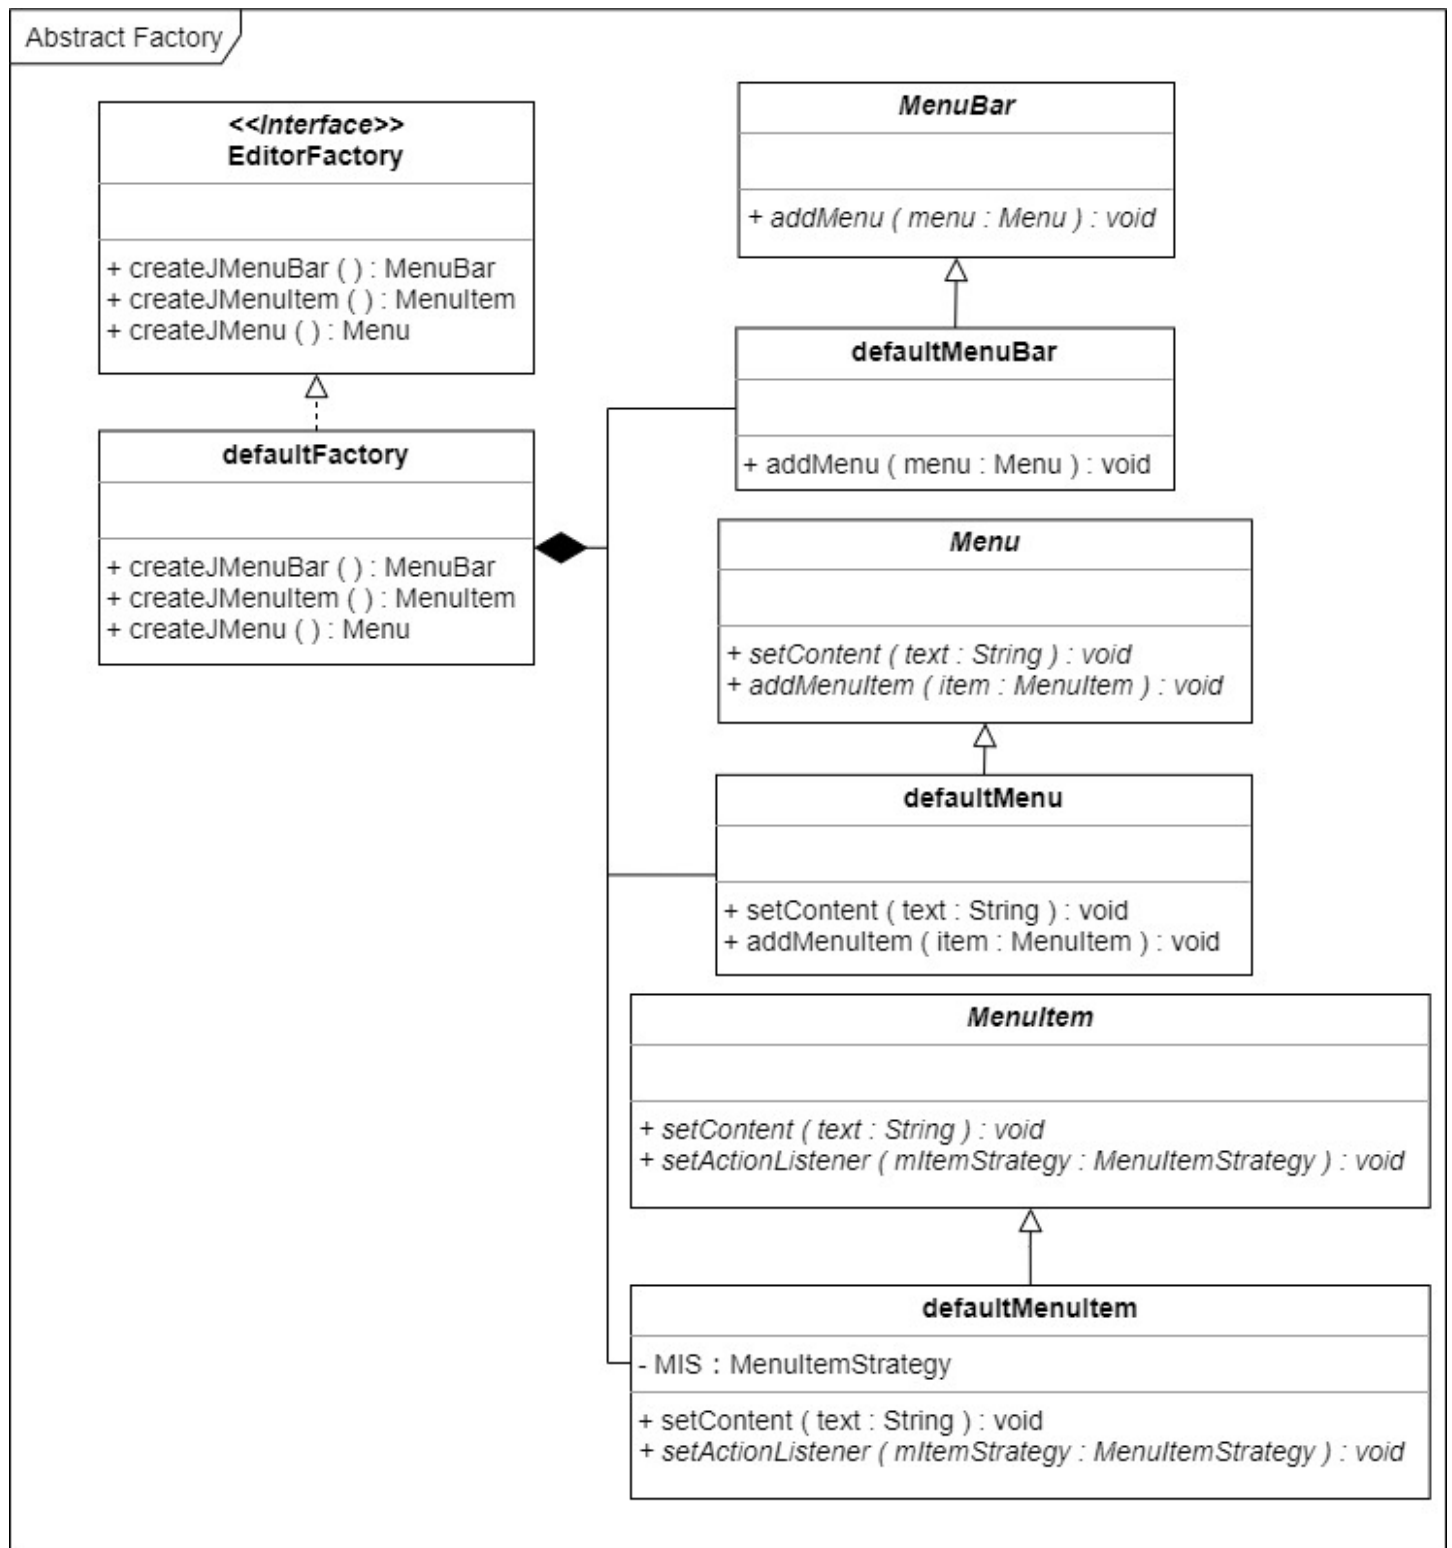 Abstract Factory
<<Interface>>
EditorFactory
+ createJMenuBar ( ) : MenuBar
+ createJMenuItem ( ) : MenuItem
+ createJMenu ( ) : Menu
defaultFactory
+ createJMenuBar ( ) : MenuBar
+ createJMenuItem ( ) : MenuItem
+ createJMenu ( ) : Menu
MenuBar
+ addMenu ( menu : Menu ) : void
defaultMenuBar
+ addMenu ( menu : Menu ) : void
Menu
+ setContent ( text : String ) : void
+ addMenuItem ( item : MenuItem ) : void
defaultMenu
+ setContent ( text : String ) : void
+ addMenuItem ( item : MenuItem ) : void
MenuItem
+ setContent ( text : String ) : void
+ setActionListener ( mItemStrategy : MenuItemStrategy ) : void
defaultMenuItem
- MIS : MenuItemStrategy
+ setContent ( text : String ) : void
+ setActionListener ( mItemStrategy : MenuItemStrategy ) : void